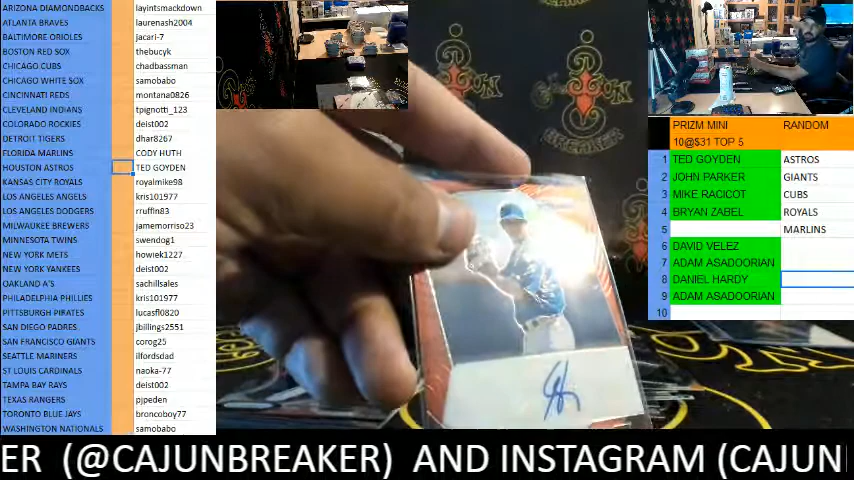 ARIZONA DIAMONDBACKS layintsmackdown
ATLANTA BRAVES laurenash2004
BALTIMORE ORIOLES jacari-7
BOSTON RED SOX thebucyk
CHICAGO CUBS chadbassman
CHICAGO WHITE SOX samobabo
CINCINNATI REDS montana0826
CLEVELAND INDIANS tpignotti_123
COLORADO ROCKIES deist002
DETROIT TIGERS dhar8267
FLORIDA MARLINS CODY HUTH
HOUSTON ASTROS TED GOYDEN
KANSAS CITY ROYALS royalmike98
LOS ANGELES ANGELS kris101977
LOS ANGELES DODGERS rruffin83
MILWAUKEE BREWERS jamemorriso23
MINNESOTA TWINS swendog1
NEW YORK METS howiek1227
NEW YORK YANKEES deist002
OAKLAND A'S sachillsales
PHILADELPHIA PHILLIES kris101977
PITTSBURGH PIRATES lucasfl0820
SAN DIEGO PADRES jbillings2551
SAN FRANCISCO GIANTS corog25
SEATTLE MARINERS ilfordsdad
ST LOUIS CARDINALS naoka-77
TAMPA BAY RAYS deist002
TEXAS RANGERS pjpeden
TORONTO BLUE JAYS broncoboy77
WASHINGTON NATIONALS samobabo
BREAKER
PRIZM MINI RANDOM
10@$31 TOP 5
1 TED GOYDEN ASTROS
2 JOHN PARKER GIANTS
3 MIKE RACICOT CUBS
4 BRYAN ZABEL ROYALS
5 MARLINS
6 DAVID VELEZ
7 ADAM ASADOORIAN
8 DANIEL HARDY
9 ADAM ASADOORIAN
10
ER (@CAJUNBREAKER) AND INSTAGRAM (CAJUN